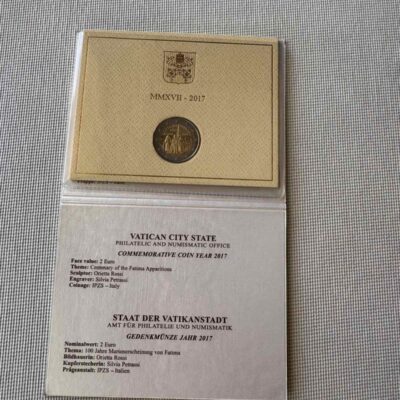 MMXVII - 2017
VATICAN CITY STATE
PHILATELIC AND NUMISMATIC OFFICE
COMMEMORATIVE COIN YEAR 2017
Face value: 2 Euro
Theme: Centenary of the Fatima Apparitions
Sculptor: Orietta Rossi
Engraver: Silvia Petrassi
Coinage: IPZS – Italy
STAAT DER VATIKANSTADT
AMT FÜR PHILATELIE UND NUMISMATIK
GEDENKMÜNZE JAHR 2017
Nominalwert: 2 Euro
Thema: 100 Jahre Marienerscheinung von Fatima
Bildhauerin: Orietta Rossi
Kupferstecherin: Silvia Petrassi
Prägeanstalt: IPZS – Italien